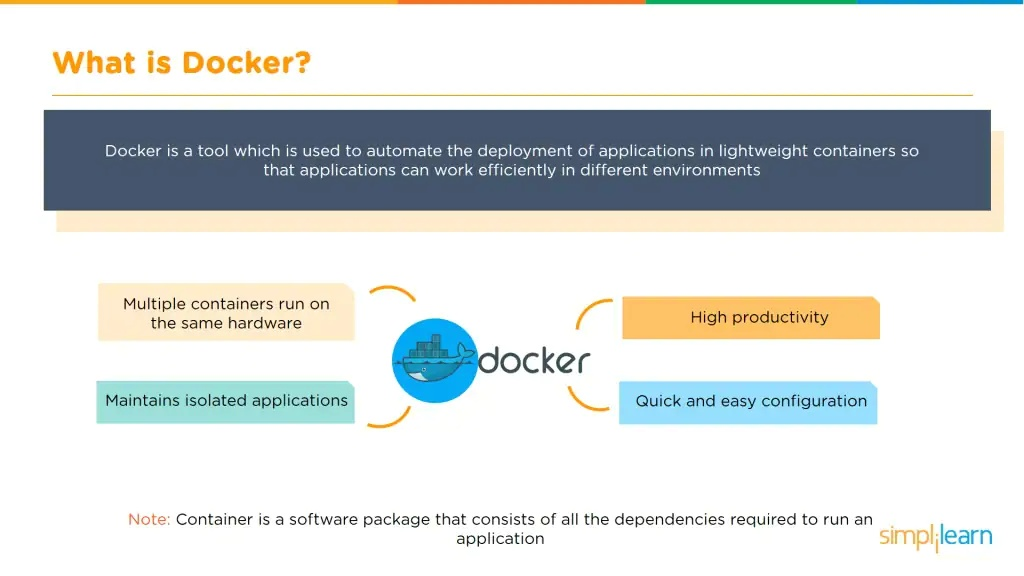 What is Docker?
Docker is a tool which is used to automate the deployment of applications in lightweight containers so
that applications can work efficiently in different environments
Multiple containers run on
the same hardware
High productivity
docker
Maintains isolated applications
Quick and easy configuration
Note: Container is a software package that consists of all the dependencies required to run an
application
simplilearn